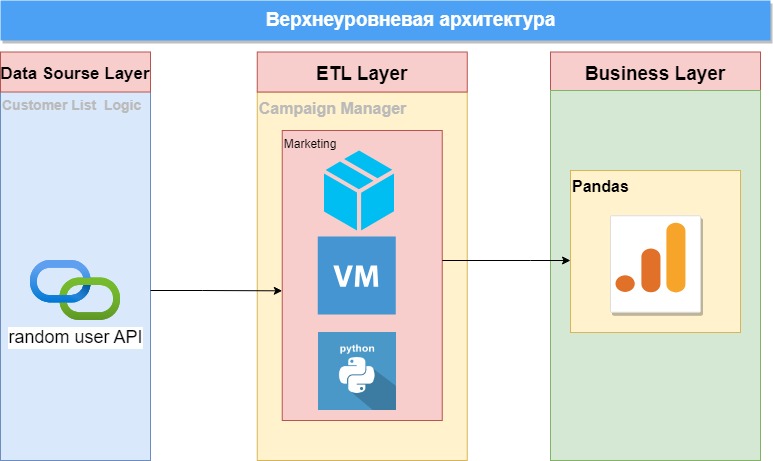 Верхнеуровневая архитектура
Data Sourse Layer
Customer List Logic
random user API
ETL Layer
Campaign Manager
Marketing
VM
python
Business Layer
Pandas